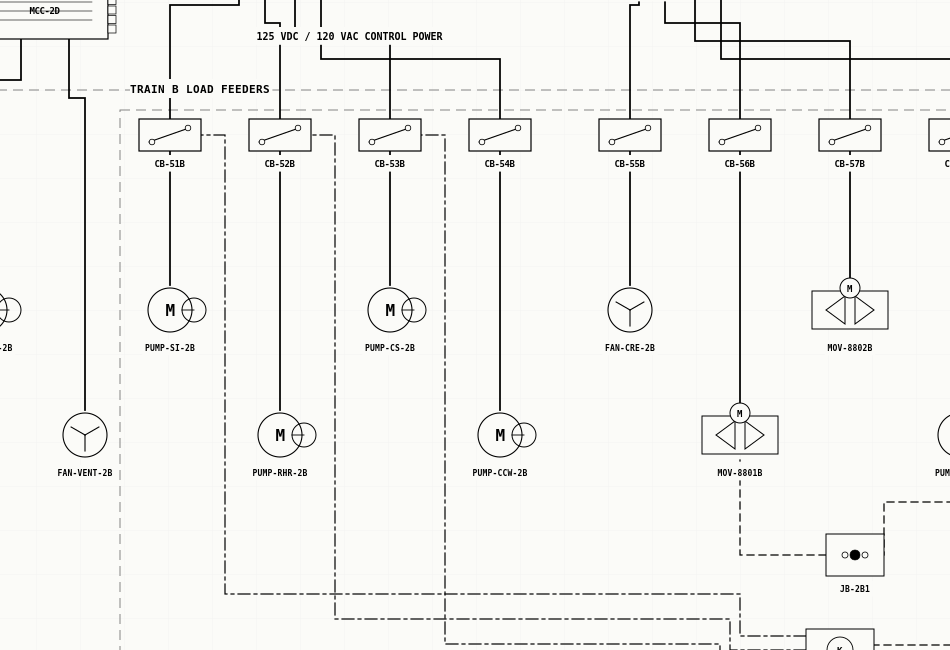 MCC-2D
125 VDC / 120 VAC CONTROL POWER
TRAIN B LOAD FEEDERS
CB-51B
CB-52B
CB-53B
CB-54B
CB-55B
CB-56B
CB-57B
C
M
M
M
-2B
PUMP-SI-2B
PUMP-CS-2B
FAN-CRE-2B
MOV-8802B
M
M
M
FAN-VENT-2B
PUMP-RHR-2B
PUMP-CCW-2B
MOV-8801B
PUM
JB-2B1